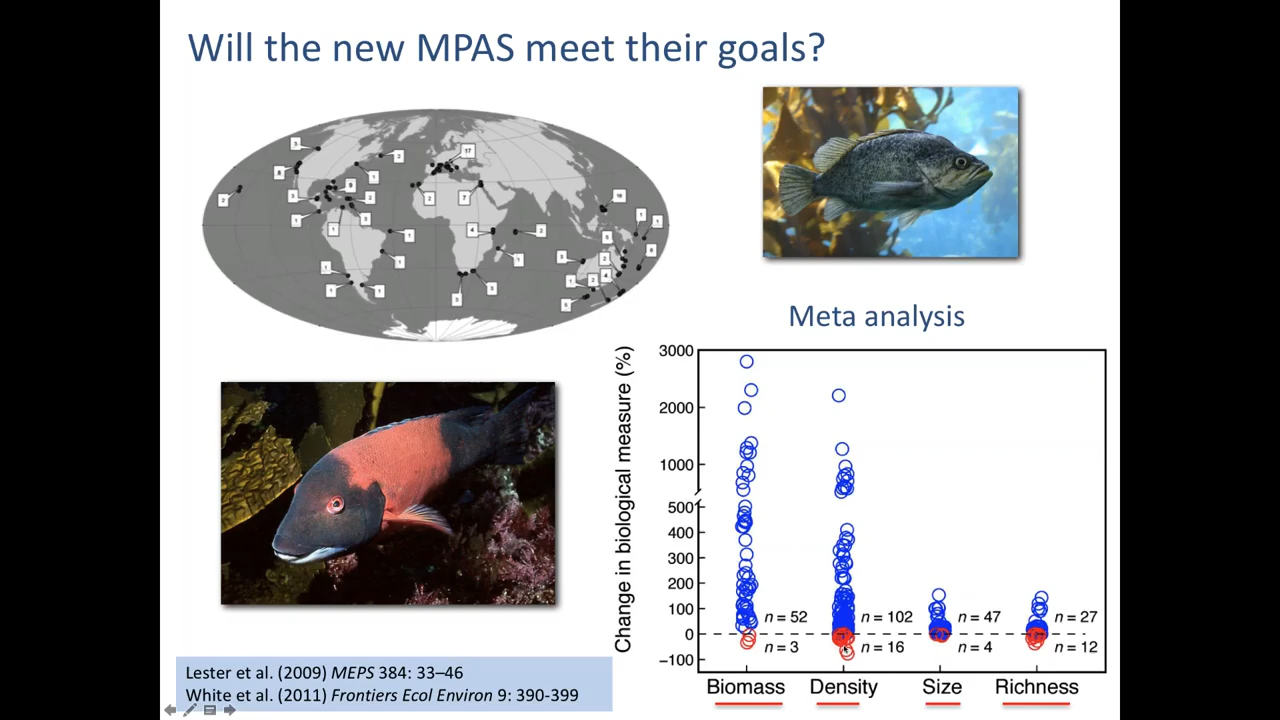 Will the new MPAS meet their goals?
Meta analysis
Change in biological measure (%)
3000
2000
1000
500
400
300
200
100
0
−100
n = 52
n = 102
n = 47
n = 27
n = 3
n = 16
n = 4
n = 12
Biomass
Density
Size
Richness
Lester et al. (2009) MEPS 384: 33–46
White et al. (2011) Frontiers Ecol Environ 9: 390-399
17